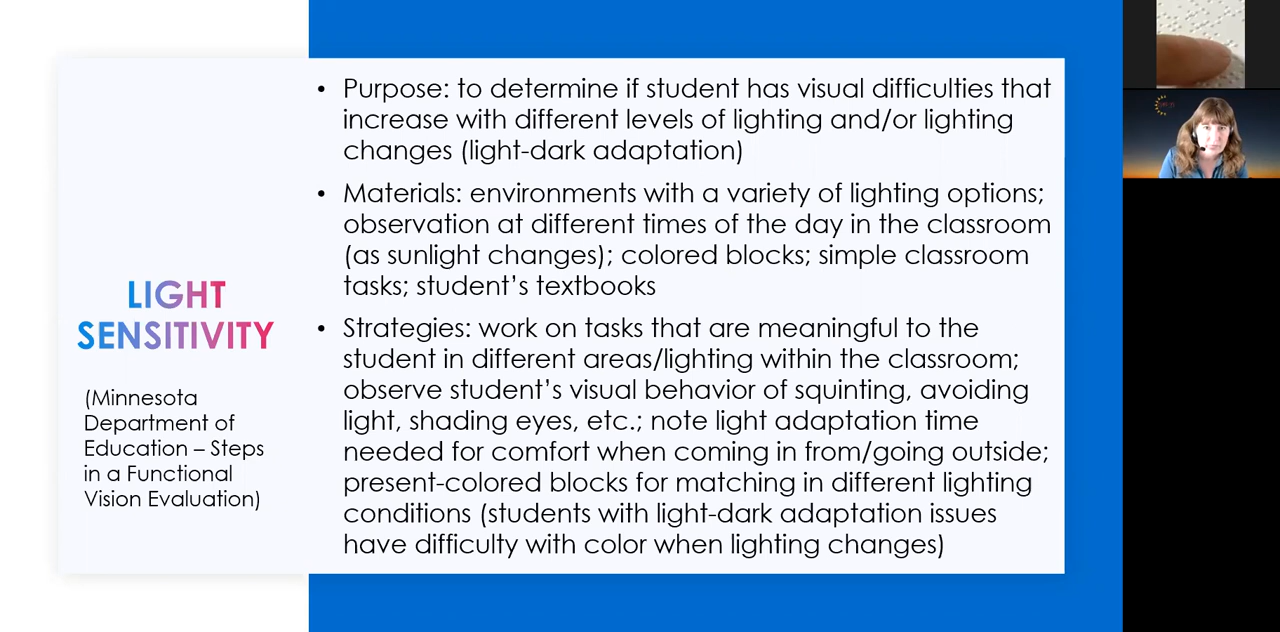 LIGHT
SENSITIVITY
(Minnesota
Department of
Education – Steps
in a Functional
Vision Evaluation)
• Purpose: to determine if student has visual difficulties that
increase with different levels of lighting and/or lighting
changes (light-dark adaptation)
• Materials: environments with a variety of lighting options;
observation at different times of the day in the classroom
(as sunlight changes); colored blocks; simple classroom
tasks; student’s textbooks
• Strategies: work on tasks that are meaningful to the
student in different areas/lighting within the classroom;
observe student’s visual behavior of squinting, avoiding
light, shading eyes, etc.; note light adaptation time
needed for comfort when coming in from/going outside;
present-colored blocks for matching in different lighting
conditions (students with light-dark adaptation issues
have difficulty with color when lighting changes)